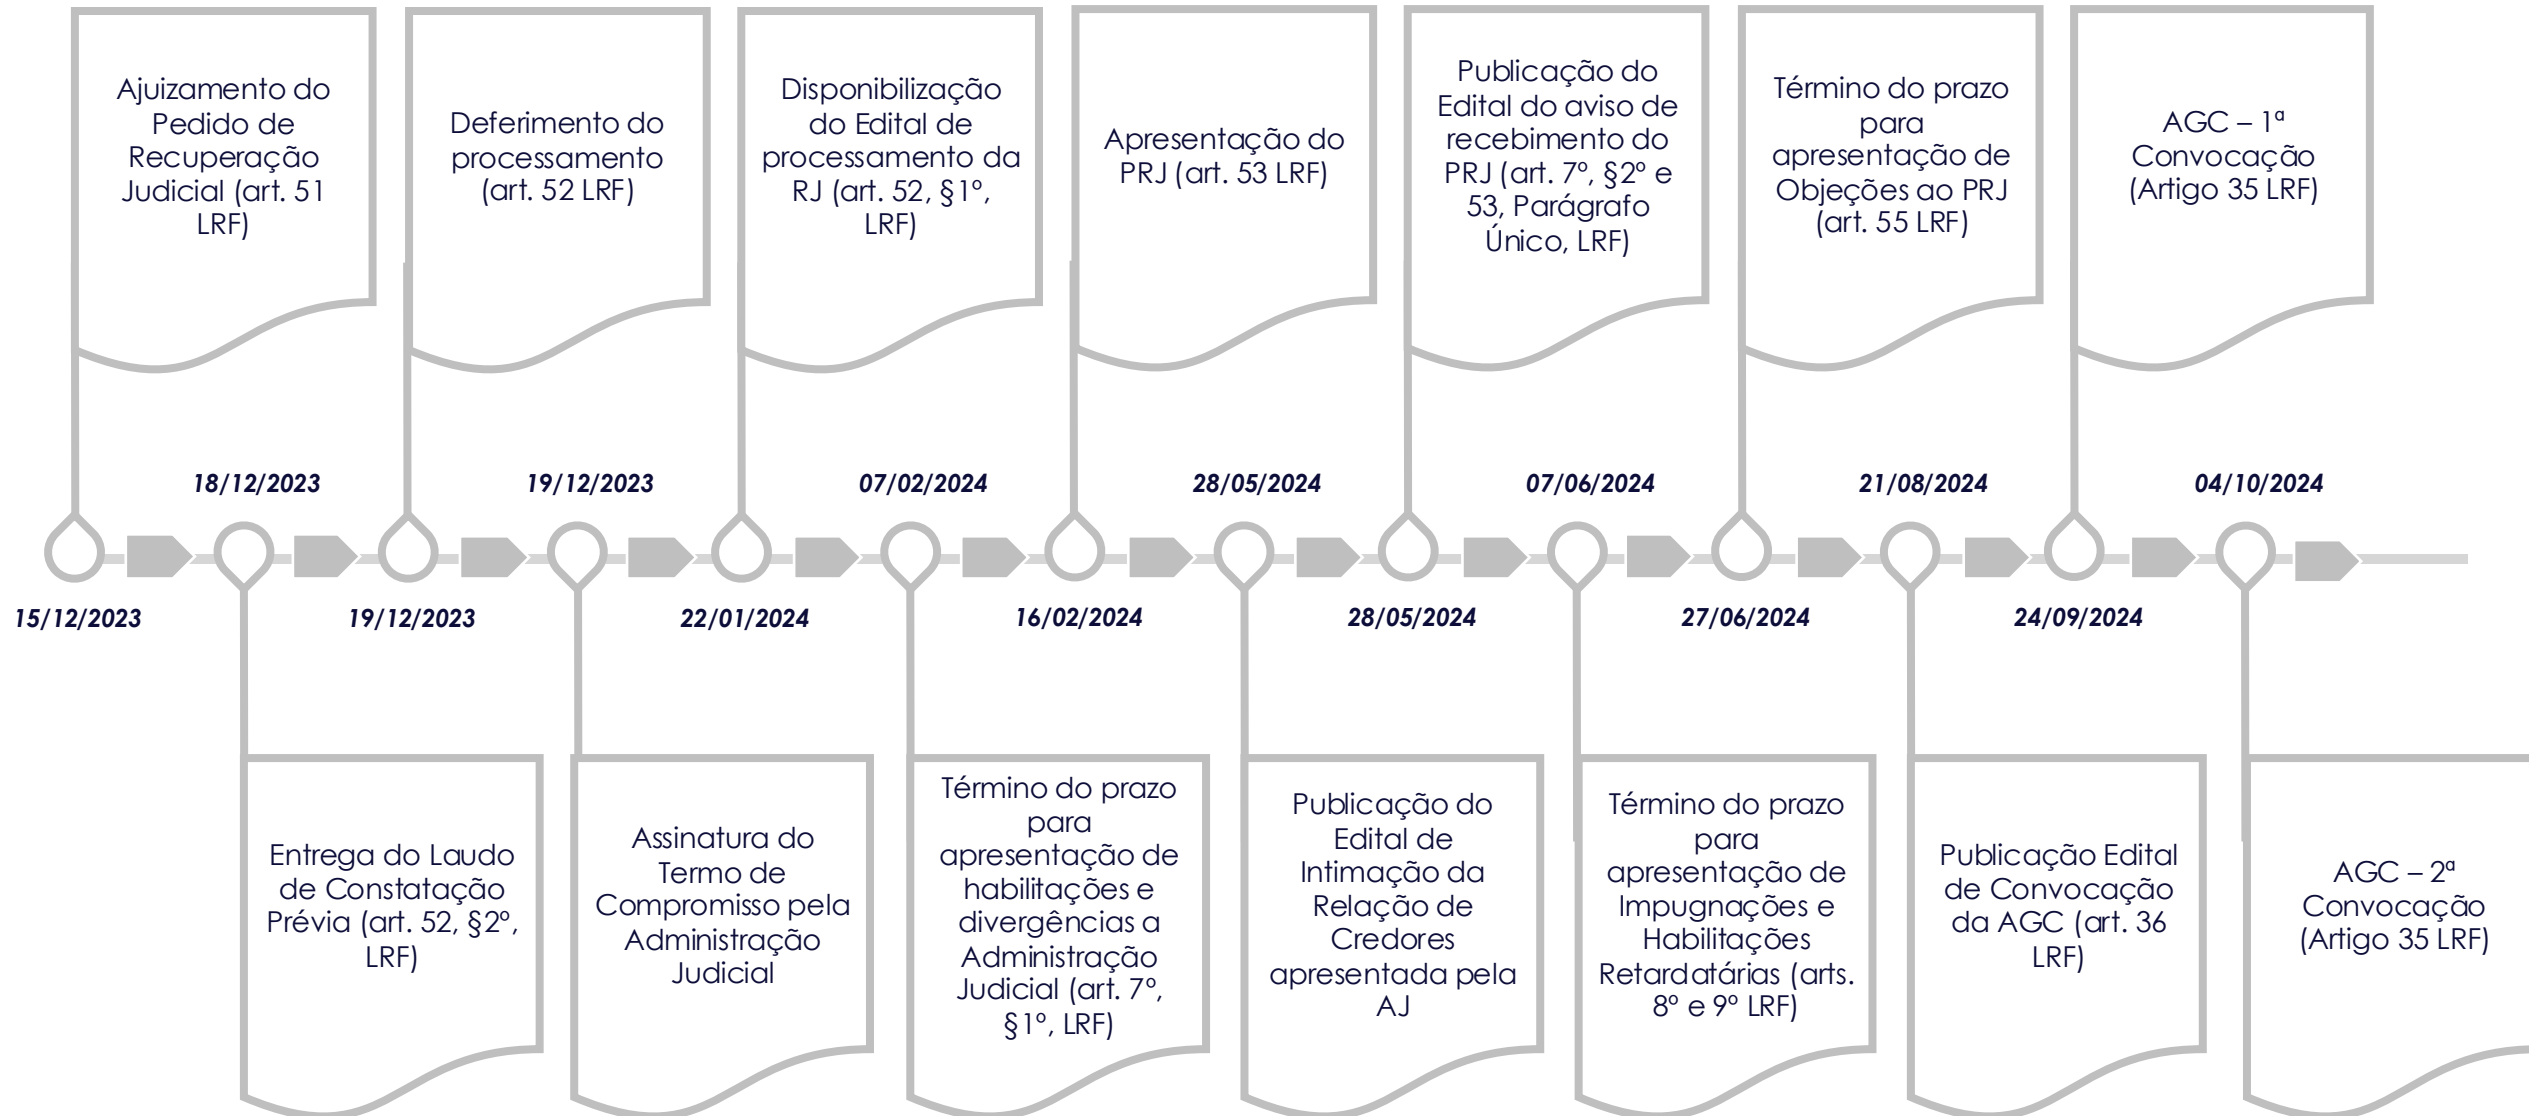 Ajuizamento do
Pedido de
Recuperação
Judicial (art. 51
LRF)
Deferimento do
processamento
(art. 52 LRF)
Disponibilização
do Edital de
processamento da
RJ (art. 52, §1º,
LRF)
Apresentação do
PRJ (art. 53 LRF)
Publicação do
Edital do aviso de
recebimento do
PRJ (art. 7º, §2º e
53, Parágrafo
Único, LRF)
Término do prazo
para
apresentação de
Objeções ao PRJ
(art. 55 LRF)
AGC – 1ª
Convocação
(Artigo 35 LRF)
18/12/2023
19/12/2023
07/02/2024
28/05/2024
07/06/2024
21/08/2024
04/10/2024
15/12/2023
19/12/2023
22/01/2024
16/02/2024
28/05/2024
27/06/2024
24/09/2024
Entrega do Laudo
de Constatação
Prévia (art. 52, §2º,
LRF)
Assinatura do
Termo de
Compromisso pela
Administração
Judicial
Término do prazo
para
apresentação de
habilitações e
divergências a
Administração
Judicial (art. 7º,
§1º, LRF)
Publicação do
Edital de
Intimação da
Relação de
Credores
apresentada pela
AJ
Término do prazo
para
apresentação de
Impugnações e
Habilitações
Retardatárias (arts.
8º e 9º LRF)
Publicação Edital
de Convocação
da AGC (art. 36
LRF)
AGC – 2ª
Convocação
(Artigo 35 LRF)